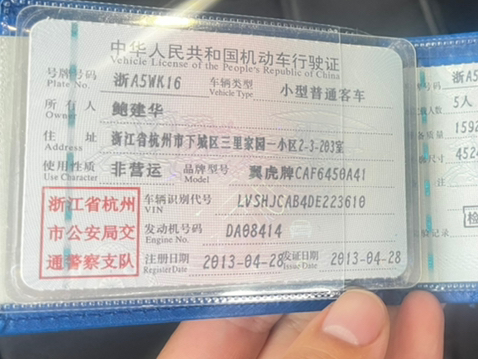 中华人民共和国机动车行驶证
Vehicle License of the People's Republic of China
号牌号码 浙A5WK16 车辆类型 小型普通客车
Plate No. Vehicle Type
所有人 鲍建华
Owner
住址 浙江省杭州市下城区三里家园一小区2-3-203室
Address
使用性质 非营运 品牌型号 翼虎牌CAF6450A41
Use Character Model
浙江省杭州
市公安局交
通警察支队
车辆识别代号 LVSHJCAB4DE223610
VIN
发动机号码 DA08414
Engine No.
注册日期 2013-04-28 发证日期 2013-04-28
Register Date Issue Date
浙A5
5人
1592
4524
检